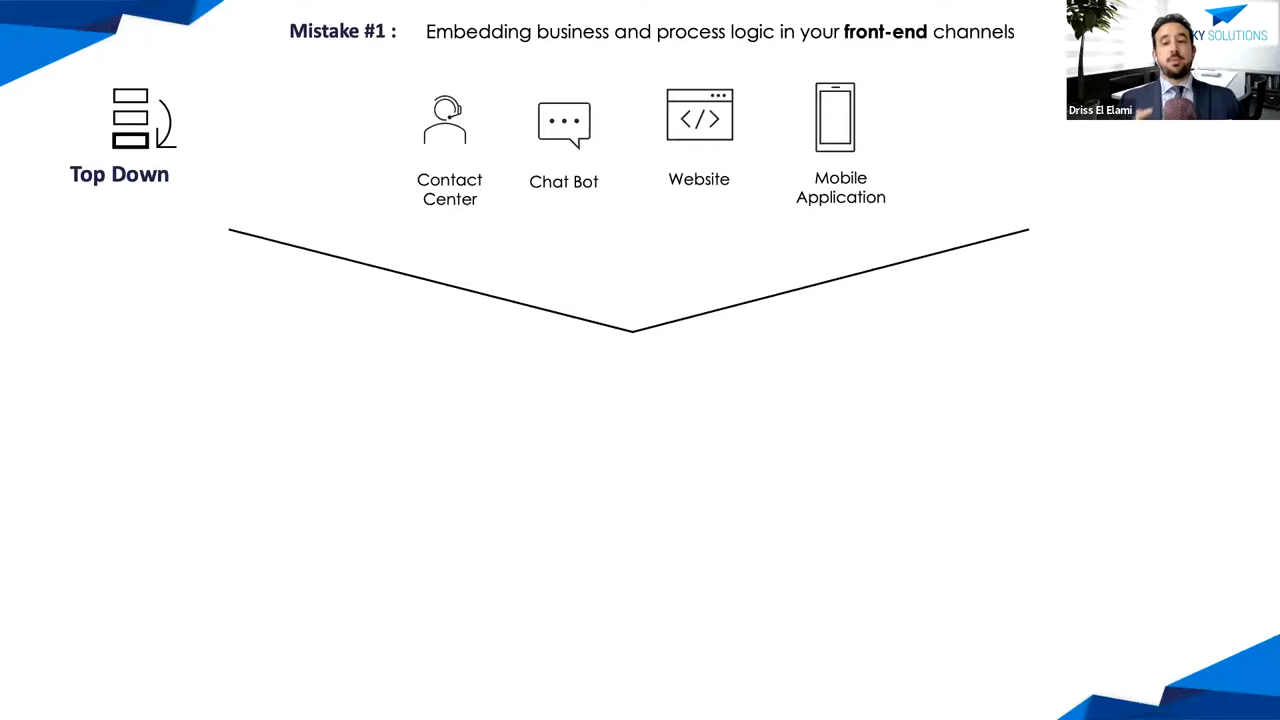 Mistake #1 : Embedding business and process logic in your front-end channels
KY SOLUTIONS
Driss El Elami
Top Down
Contact
Center
Chat Bot
Website
Mobile
Application